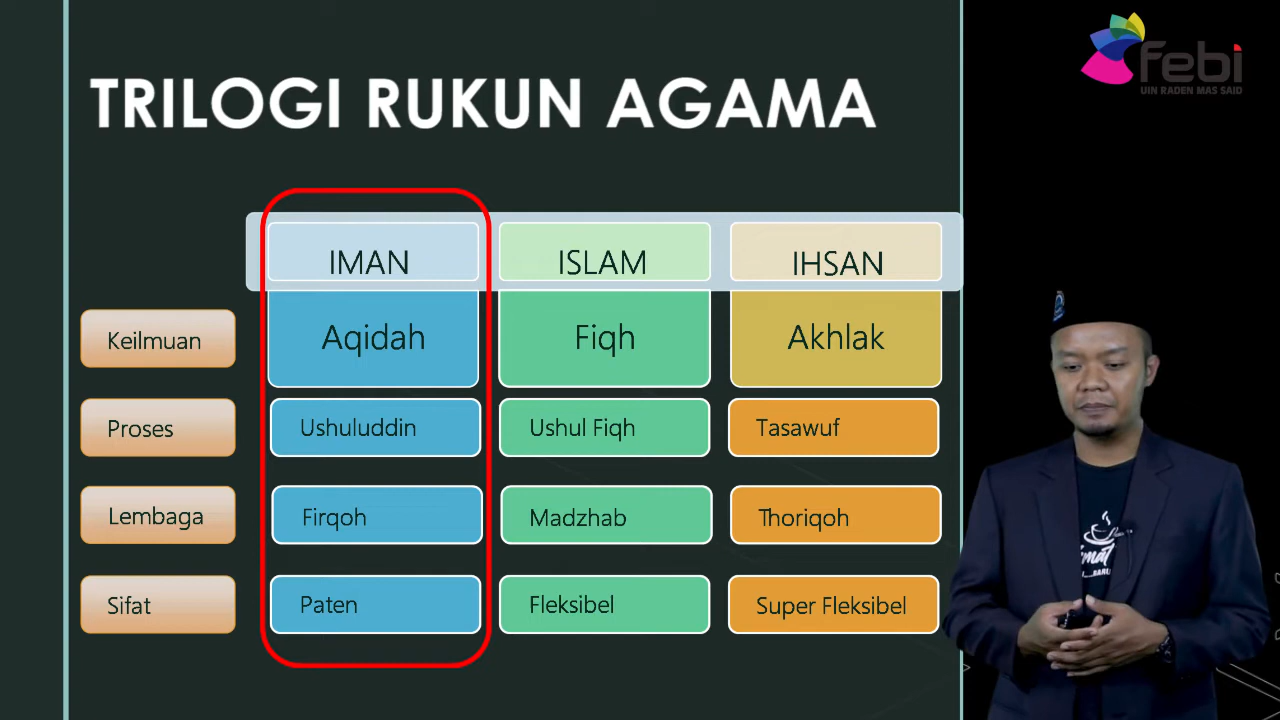 TRILOGI RUKUN AGAMA
febi
UIN RADEN MAS SAID
IMAN ISLAM IHSAN
Keilmuan Aqidah Fiqh Akhlak
Proses Ushuluddin Ushul Fiqh Tasawuf
Lembaga Firqoh Madzhab Thoriqoh
Sifat Paten Fleksibel Super Fleksibel